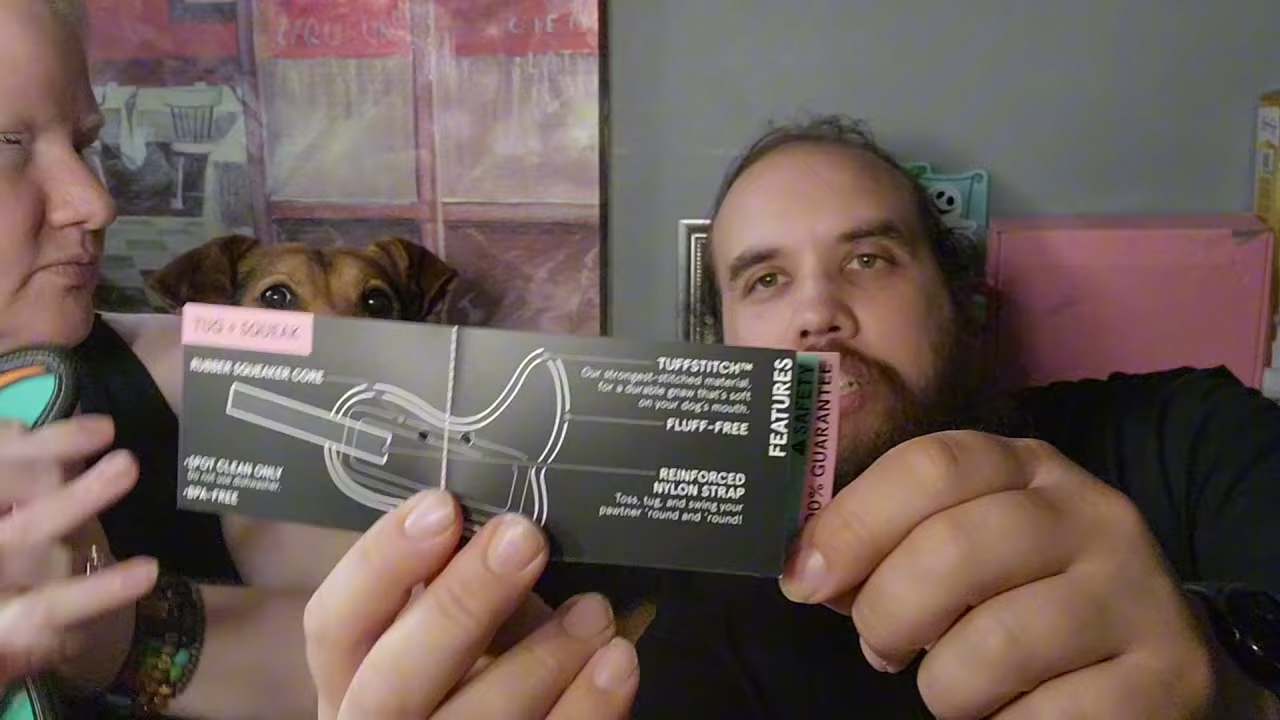 TUG + SQUEAK
RUBBER SQUEAKER CORE
•SPOT CLEAN ONLY
Do not use dishwasher.
•BPA-FREE
TUFFSTITCH™
Our strongest-stitched material,
for a durable gnaw that's soft
on your dog's mouth.
FLUFF-FREE
REINFORCED
NYLON STRAP
Toss, tug, and swing your
pawtner 'round and 'round!
FEATURES
SAFETY
00% GUARANTEE